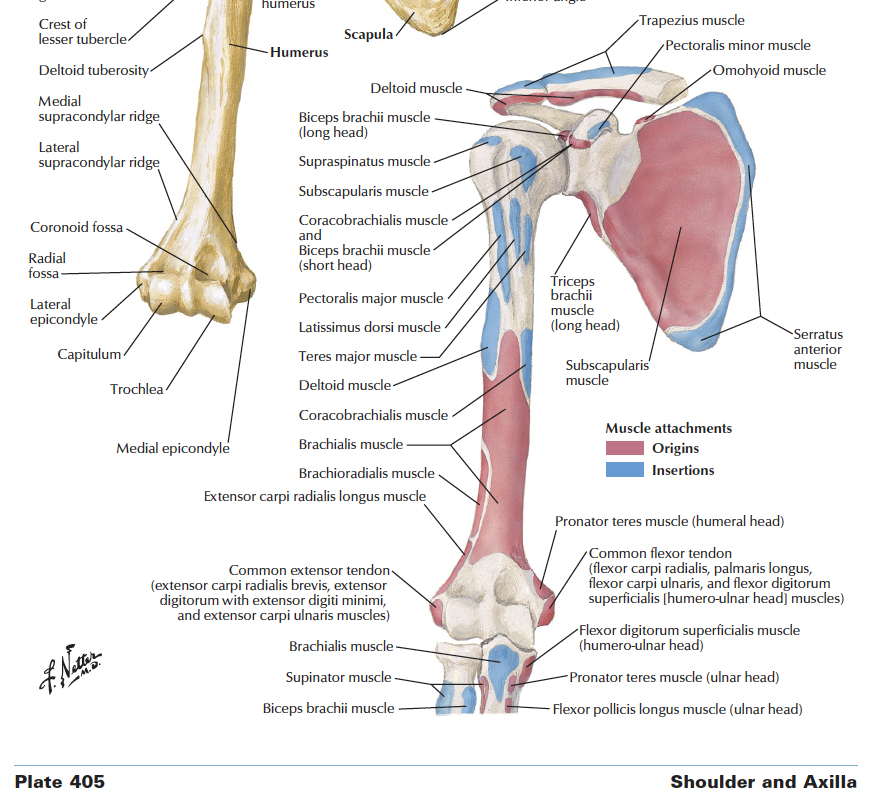 humerus
Crest of
lesser tubercle
Scapula
Humerus
Deltoid tuberosity
Medial
supracondylar ridge
Lateral
supracondylar ridge
Coronoid fossa
Radial
fossa
Lateral
epicondyle
Capitulum
Trochlea
Medial epicondyle
Trapezius muscle
Pectoralis minor muscle
Omohyoid muscle
Deltoid muscle
Biceps brachii muscle
(long head)
Supraspinatus muscle
Subscapularis muscle
Coracobrachialis muscle
and
Biceps brachii muscle
(short head)
Pectoralis major muscle
Latissimus dorsi muscle
Teres major muscle
Deltoid muscle
Coracobrachialis muscle
Brachialis muscle
Brachioradialis muscle
Extensor carpi radialis longus muscle
Common extensor tendon
(extensor carpi radialis brevis, extensor
digitorum with extensor digiti minimi,
and extensor carpi ulnaris muscles)
Brachialis muscle
Supinator muscle
Biceps brachii muscle
Triceps
brachii
muscle
(long head)
Subscapularis
muscle
Serratus
anterior
muscle
Muscle attachments
Origins
Insertions
Pronator teres muscle (humeral head)
Common flexor tendon
(flexor carpi radialis, palmaris longus,
flexor carpi ulnaris, and flexor digitorum
superficialis [humero-ulnar head] muscles)
Flexor digitorum superficialis muscle
(humero-ulnar head)
Pronator teres muscle (ulnar head)
Flexor pollicis longus muscle (ulnar head)
F. Netter
M.D.
Plate 405
Shoulder and Axilla